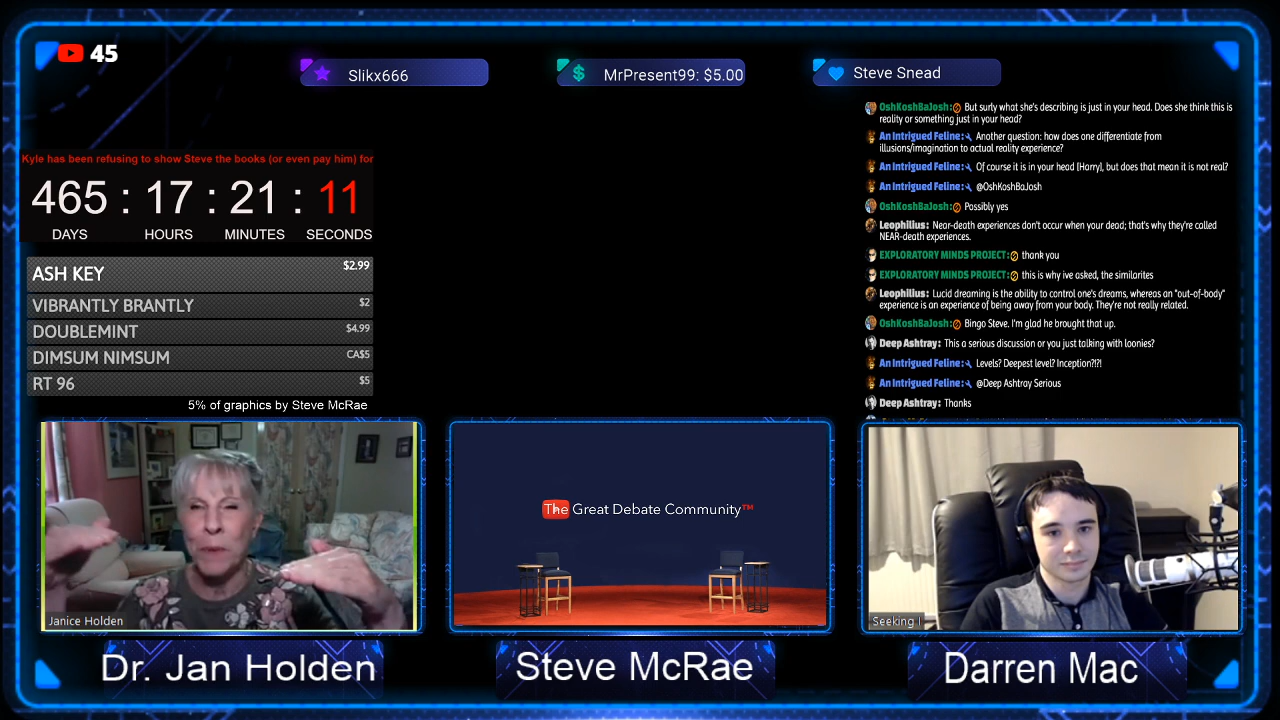 45
Slikx666
MrPresent99: $5.00
Steve Snead
Kyle has been refusing to show Steve the books (or even pay him) for
465 : 17 : 21 : 11
DAYS HOURS MINUTES SECONDS
ASH KEY $2.99
VIBRANTLY BRANTLY $2
DOUBLEMINT $4.99
DIMSUM NIMSUM CA$5
RT 96 $5
5% of graphics by Steve McRae
OshKoshBaJosh: But surly what she's describing is just in your head. Does she think this is
reality or something just in your head?
An Intrigued Feline: Another question: how does one differentiate from
illusions/imagination to actual reality experience?
An Intrigued Feline: Of course it is in your head [Harry], but does that mean it is not real?
An Intrigued Feline: @OshKoshBaJosh
OshKoshBaJosh: Possibly yes
Leophilius: Near-death experiences don't occur when your dead; that's why they're called
NEAR-death experiences.
EXPLORATORY MINDS PROJECT: thank you
EXPLORATORY MINDS PROJECT: this is why ive asked, the similarites
Leophilius: Lucid dreaming is the ability to control one's dreams, whereas an "out-of-body"
experience is an experience of being away from your body. They're not really related.
OshKoshBaJosh: Bingo Steve. I'm glad he brought that up.
Deep Ashtray: This a serious discussion or you just talking with loonies?
An Intrigued Feline: Levels? Deepest level? Inception?!?!
An Intrigued Feline: @Deep Ashtray Serious
Deep Ashtray: Thanks
The Great Debate Community™
Janice Holden
Seeking I
Dr. Jan Holden
Steve McRae
Darren Mac